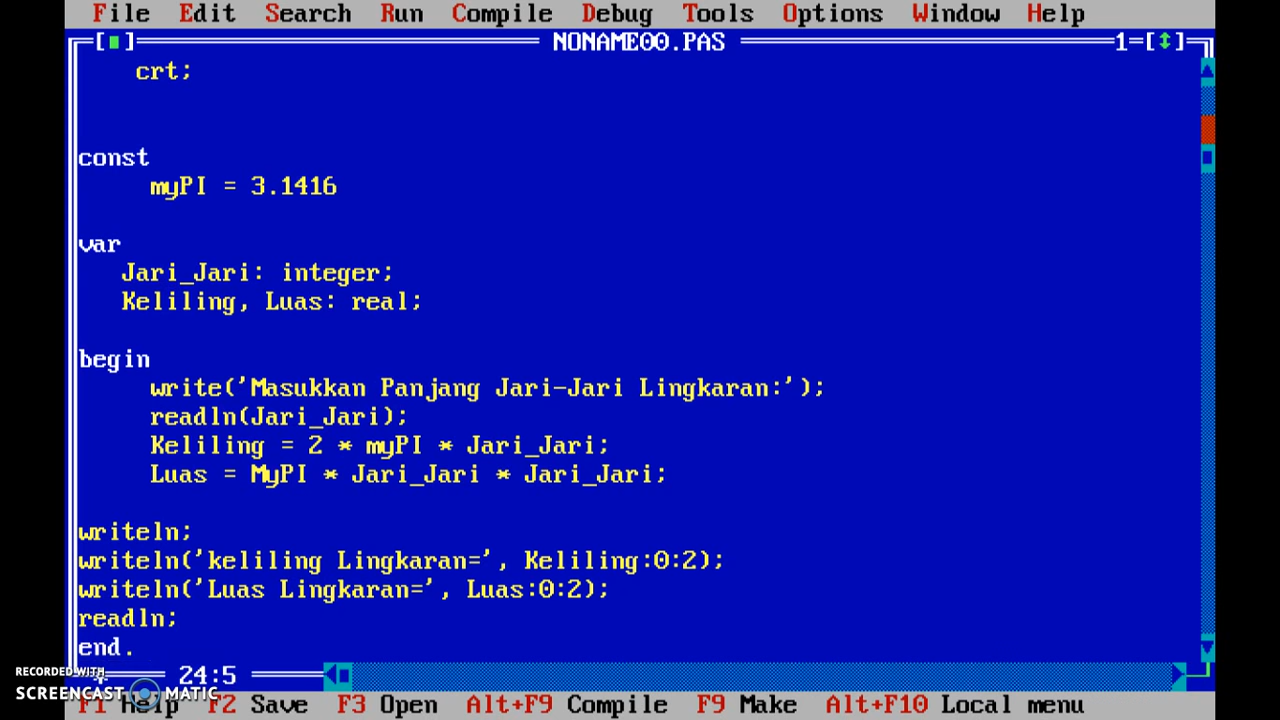 File Edit Search Run Compile Debug Tools Options Window Help
[■] NONAME00.PAS 1=[↕]
crt;
const
myPI = 3.1416
var
Jari_Jari: integer;
Keliling, Luas: real;
begin
write('Masukkan Panjang Jari-Jari Lingkaran:');
readln(Jari_Jari);
Keliling = 2 * myPI * Jari_Jari;
Luas = MyPI * Jari_Jari * Jari_Jari;
writeln;
writeln('keliling Lingkaran=', Keliling:0:2);
writeln('Luas Lingkaran=', Luas:0:2);
readln;
end.
24:5
RECORDED WITH
SCREENCAST MATIC
F1 Help F2 Save F3 Open Alt+F9 Compile F9 Make Alt+F10 Local menu